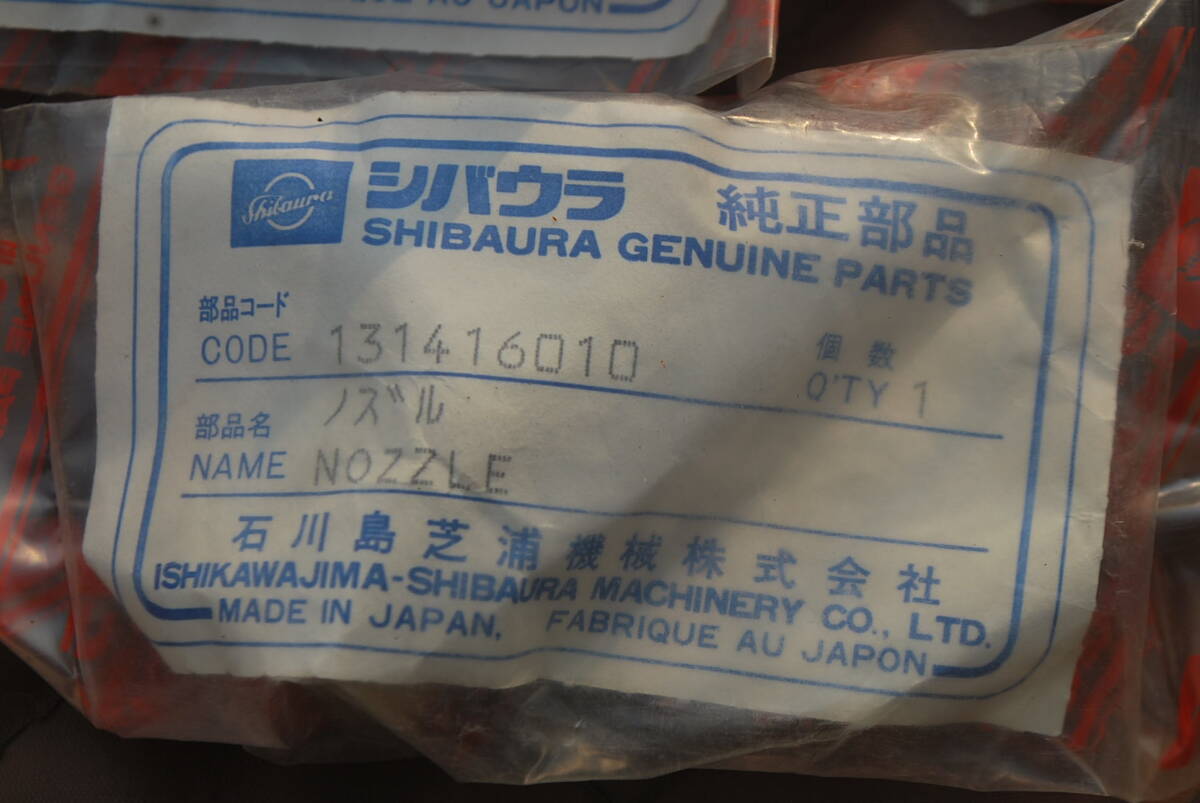 AU JAPON
Shibaura シバウラ 純正部品
SHIBAURA GENUINE PARTS
部品コード 個数
CODE 131416010 Q'TY 1
部品名 ノズル
NAME NOZZLE
石川島芝浦機械株式会社
ISHIKAWAJIMA-SHIBAURA MACHINERY CO., LTD.
MADE IN JAPAN. FABRIQUE AU JAPON